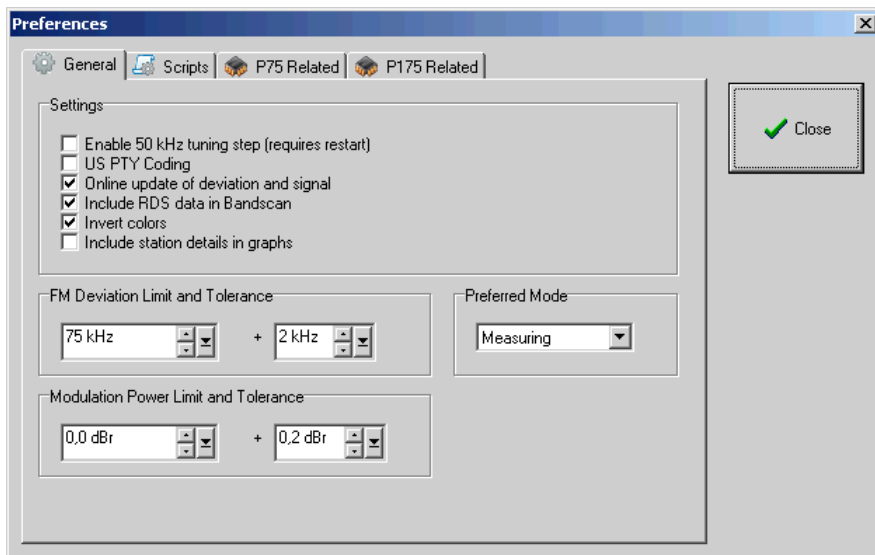 Preferences
General Scripts P75 Related P175 Related
Settings
Enable 50 kHz tuning step (requires restart)
US PTY Coding
Online update of deviation and signal
Include RDS data in Bandscan
Invert colors
Include station details in graphs
Close
FM Deviation Limit and Tolerance
75 kHz + 2 kHz
Preferred Mode
Measuring
Modulation Power Limit and Tolerance
0,0 dBr + 0,2 dBr